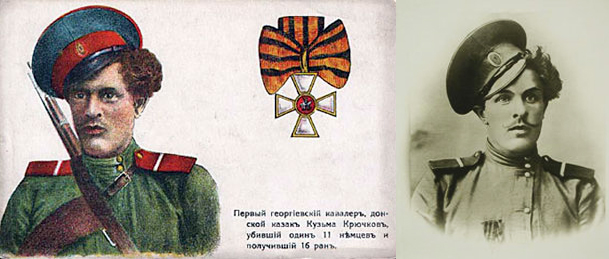 Первый георгіевскій кавалеръ, дон-
ской казакъ Кузьма Крючковъ,
убившій одинъ 11 нѣмцевъ и
получившій 16 ранъ.